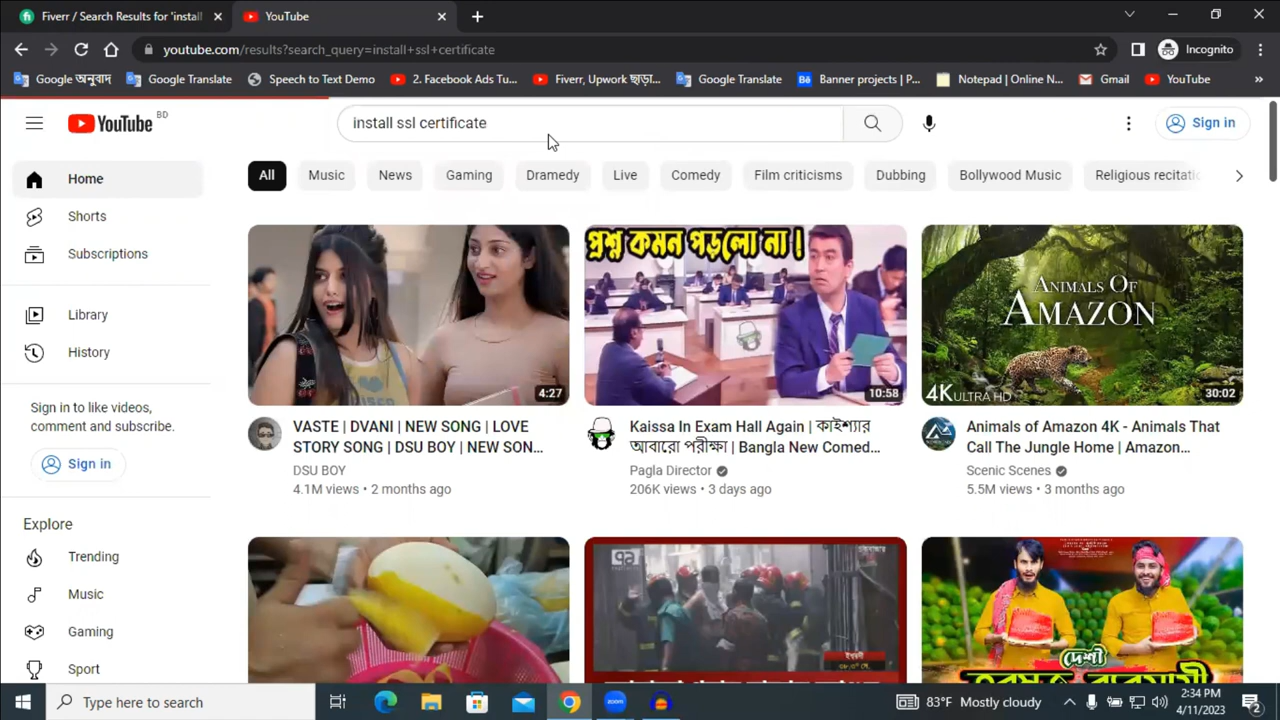 Fiverr / Search Results for 'install
YouTube
youtube.com/results?search_query=install+ssl+certificate
Incognito
Google অনুবাদ
Google Translate
Speech to Text Demo
2. Facebook Ads Tu...
Fiverr, Upwork ছাড়া...
Google Translate
Banner projects | P...
Notepad | Online N...
Gmail
YouTube
»
YouTube BD
install ssl certificate
Sign in
Home
All
Music
News
Gaming
Dramedy
Live
Comedy
Film criticisms
Dubbing
Bollywood Music
Religious recitatic
Shorts
Subscriptions
Library
History
Sign in to like videos,
comment and subscribe.
Sign in
Explore
Trending
Music
Gaming
Sport
4:27
VASTE | DVANI | NEW SONG | LOVE
STORY SONG | DSU BOY | NEW SON...
DSU BOY
4.1M views • 2 months ago
প্রশ্ন কমন পড়লো না!
10:58
Kaissa In Exam Hall Again | কাইশ্যার
আবারো পরীক্ষা | Bangla New Comed...
Pagla Director
206K views • 3 days ago
ANIMALS OF
AMAZON
4K ULTRA HD
30:02
Animals of Amazon 4K - Animals That
Call The Jungle Home | Amazon...
Scenic Scenes
5.5M views • 3 months ago
দেশী
Type here to search
zoom
83°F Mostly cloudy
2:34 PM
4/11/2023
2